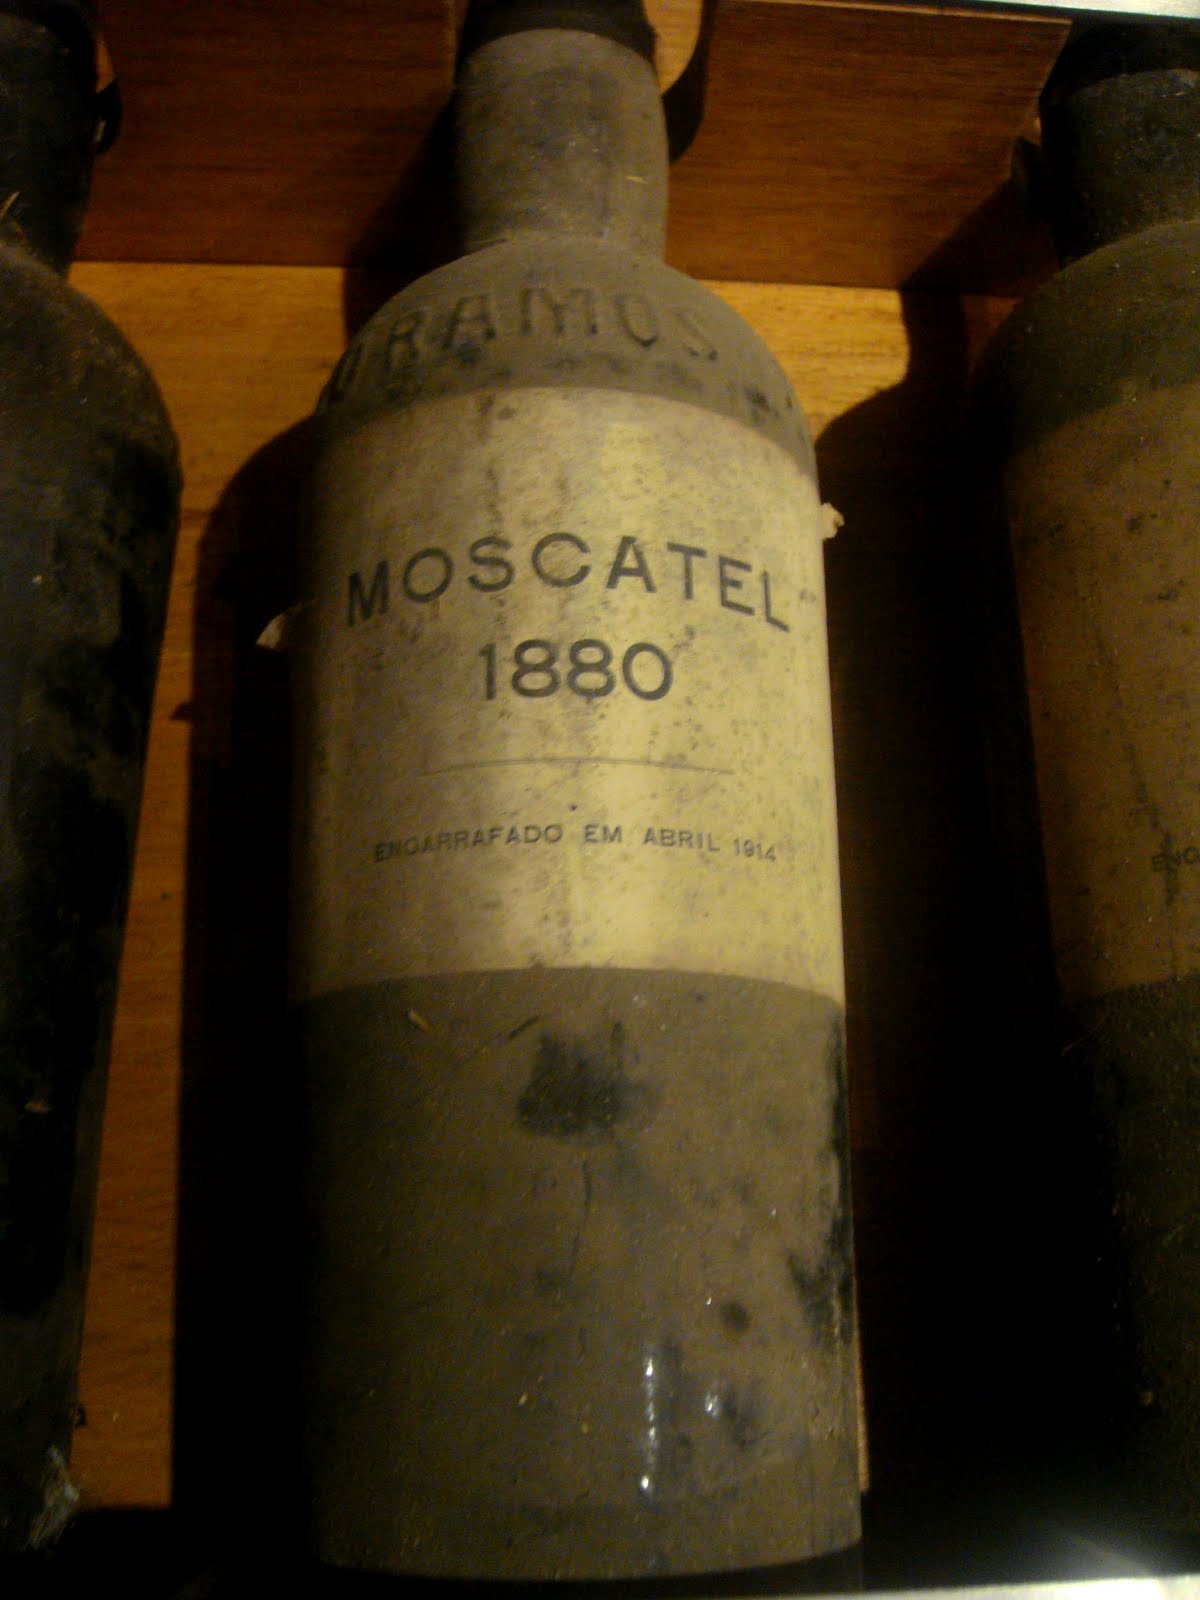 RAMOS
MOSCATEL
1880
ENGARRAFADO EM ABRIL 1914